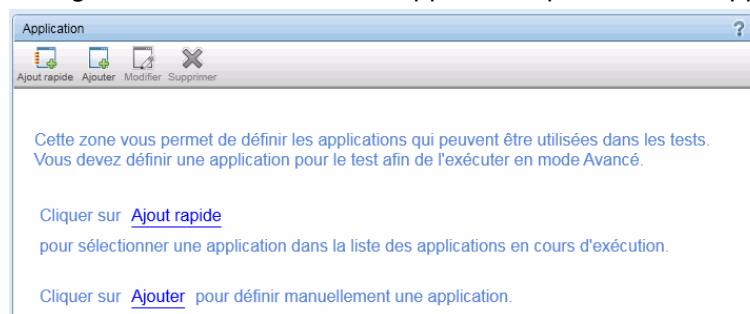 Application ?
Ajout rapide Ajouter Modifier Supprimer
Cette zone vous permet de définir les applications qui peuvent être utilisées dans les tests.
Vous devez définir une application pour le test afin de l'exécuter en mode Avancé.
Cliquer sur Ajout rapide
pour sélectionner une application dans la liste des applications en cours d'exécution.
Cliquer sur Ajouter pour définir manuellement une application.